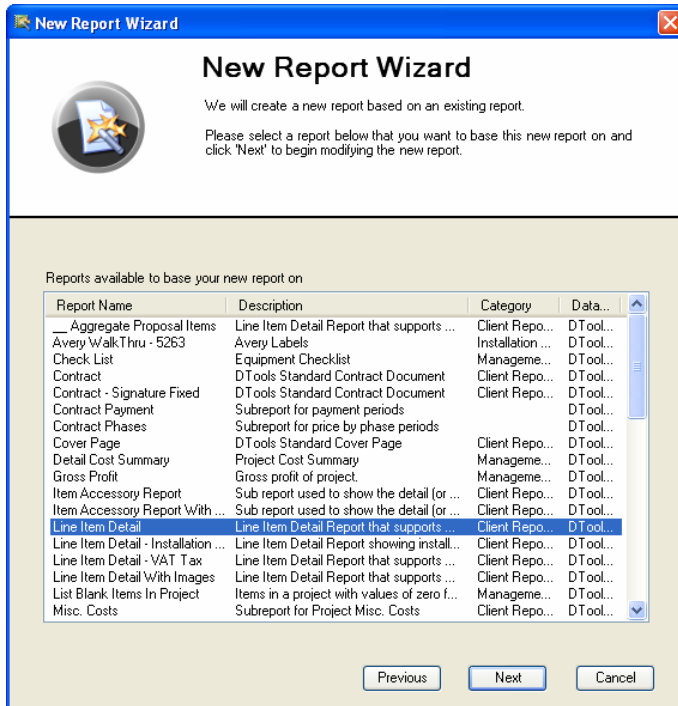 New Report Wizard
New Report Wizard
We will create a new report based on an existing report.
Please select a report below that you want to base this new report on and
click 'Next' to begin modifying the new report.
Reports available to base your new report on
Report Name Description Category Data...
__ Aggregate Proposal Items Line Item Detail Report that supports ... Client Repo... DTool...
Avery WalkThru - 5263 Avery Labels Installation ... DTool...
Check List Equipment Checklist Manageme... DTool...
Contract DTools Standard Contract Document Client Repo... DTool...
Contract - Signature Fixed DTools Standard Contract Document Client Repo... DTool...
Contract Payment Subreport for payment periods DTool...
Contract Phases Subreport for price by phase periods DTool...
Cover Page DTools Standard Cover Page Client Repo... DTool...
Detail Cost Summary Project Cost Summary Manageme... DTool...
Gross Profit Gross profit of project. Manageme... DTool...
Item Accessory Report Sub report used to show the detail (or ... Client Repo... DTool...
Item Accessory Report With ... Sub report used to show the detail (or ... Client Repo... DTool...
Line Item Detail Line Item Detail Report that supports ... Client Repo... DTool...
Line Item Detail - Installation ... Line Item Detail Report showing install... Client Repo... DTool...
Line Item Detail - VAT Tax Line Item Detail Report that supports ... Client Repo... DTool...
Line Item Detail With Images Line Item Detail Report that supports ... Client Repo... DTool...
List Blank Items In Project Items in a project with values of zero f... Manageme... DTool...
Misc. Costs Subreport for Project Misc. Costs Client Repo... DTool...
Previous Next Cancel